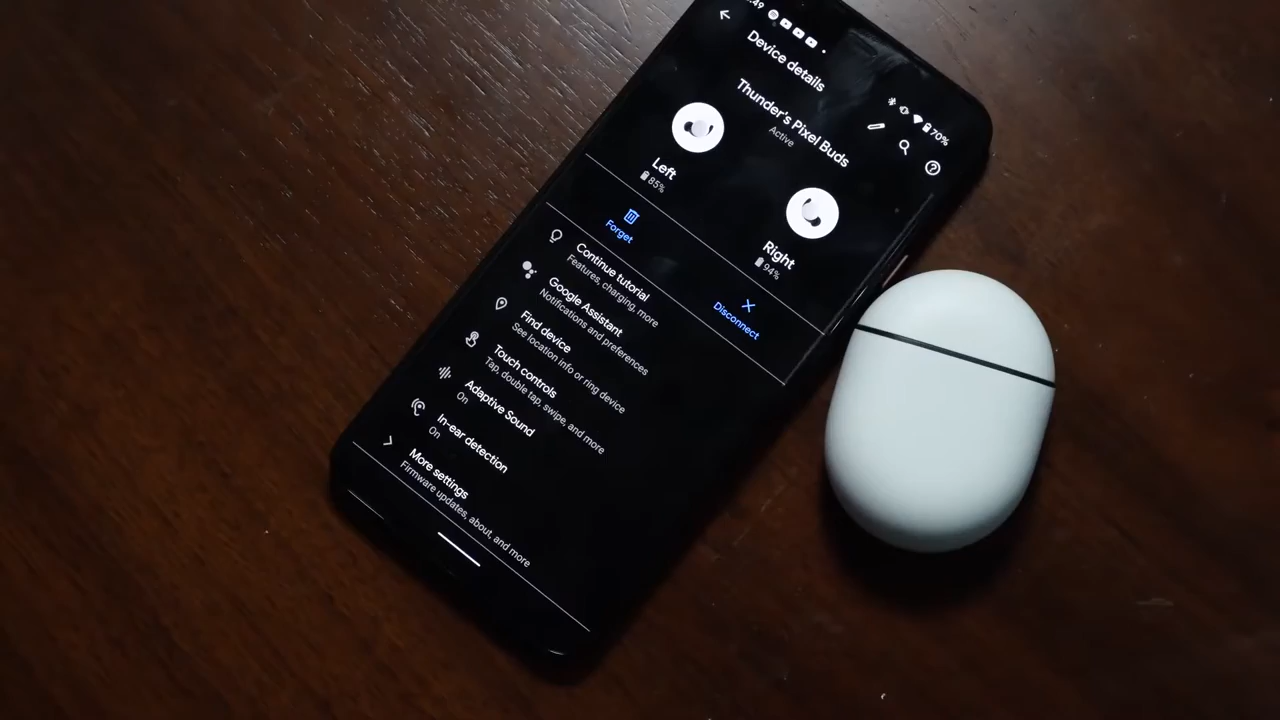 49
70%
Device details
Thunder's Pixel Buds
Active
Left
85%
Right
94%
Forget
Disconnect
Continue tutorial
Features, charging, more
Google Assistant
Notifications and preferences
Find device
See location info or ring device
Touch controls
Tap, double tap, swipe, and more
Adaptive Sound
On
In-ear detection
On
More settings
Firmware updates, about, and more